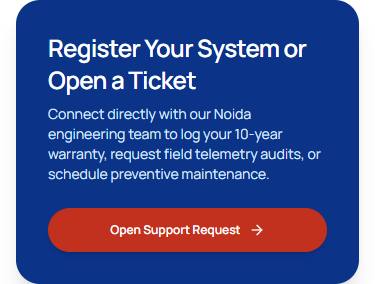 Register Your System or
Open a Ticket
Connect directly with our Noida
engineering team to log your 10-year
warranty, request field telemetry audits, or
schedule preventive maintenance.
Open Support Request →